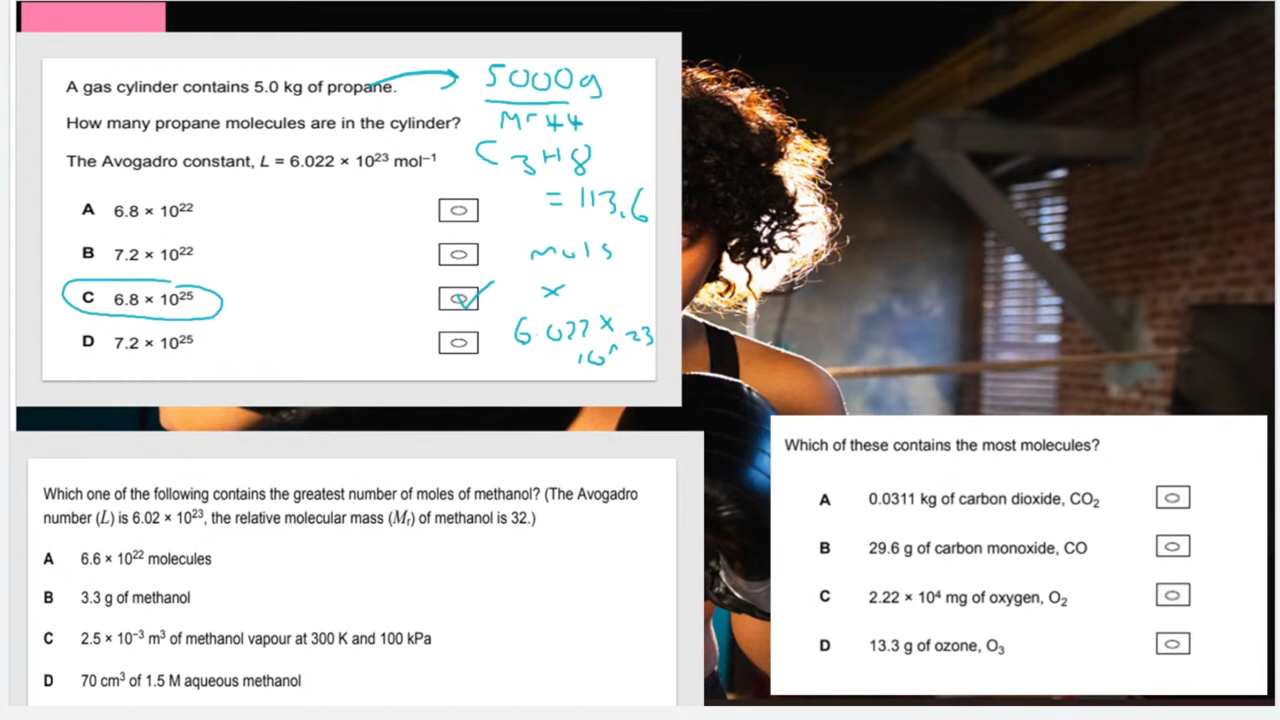 A gas cylinder contains 5.0 kg of propane.
How many propane molecules are in the cylinder?
The Avogadro constant, L = 6.022 × 10²³ mol⁻¹
A 6.8 × 10²²
B 7.2 × 10²²
C 6.8 × 10²⁵
D 7.2 × 10²⁵
5000g
Mr 44
C3H8
= 113.6
mols
×
6.022 ×
10^23
Which one of the following contains the greatest number of moles of methanol? (The Avogadro
number (L) is 6.02 × 10²³, the relative molecular mass (Mᵣ) of methanol is 32.)
A 6.6 × 10²² molecules
B 3.3 g of methanol
C 2.5 × 10⁻³ m³ of methanol vapour at 300 K and 100 kPa
D 70 cm³ of 1.5 M aqueous methanol
Which of these contains the most molecules?
A 0.0311 kg of carbon dioxide, CO₂
B 29.6 g of carbon monoxide, CO
C 2.22 × 10⁴ mg of oxygen, O₂
D 13.3 g of ozone, O₃